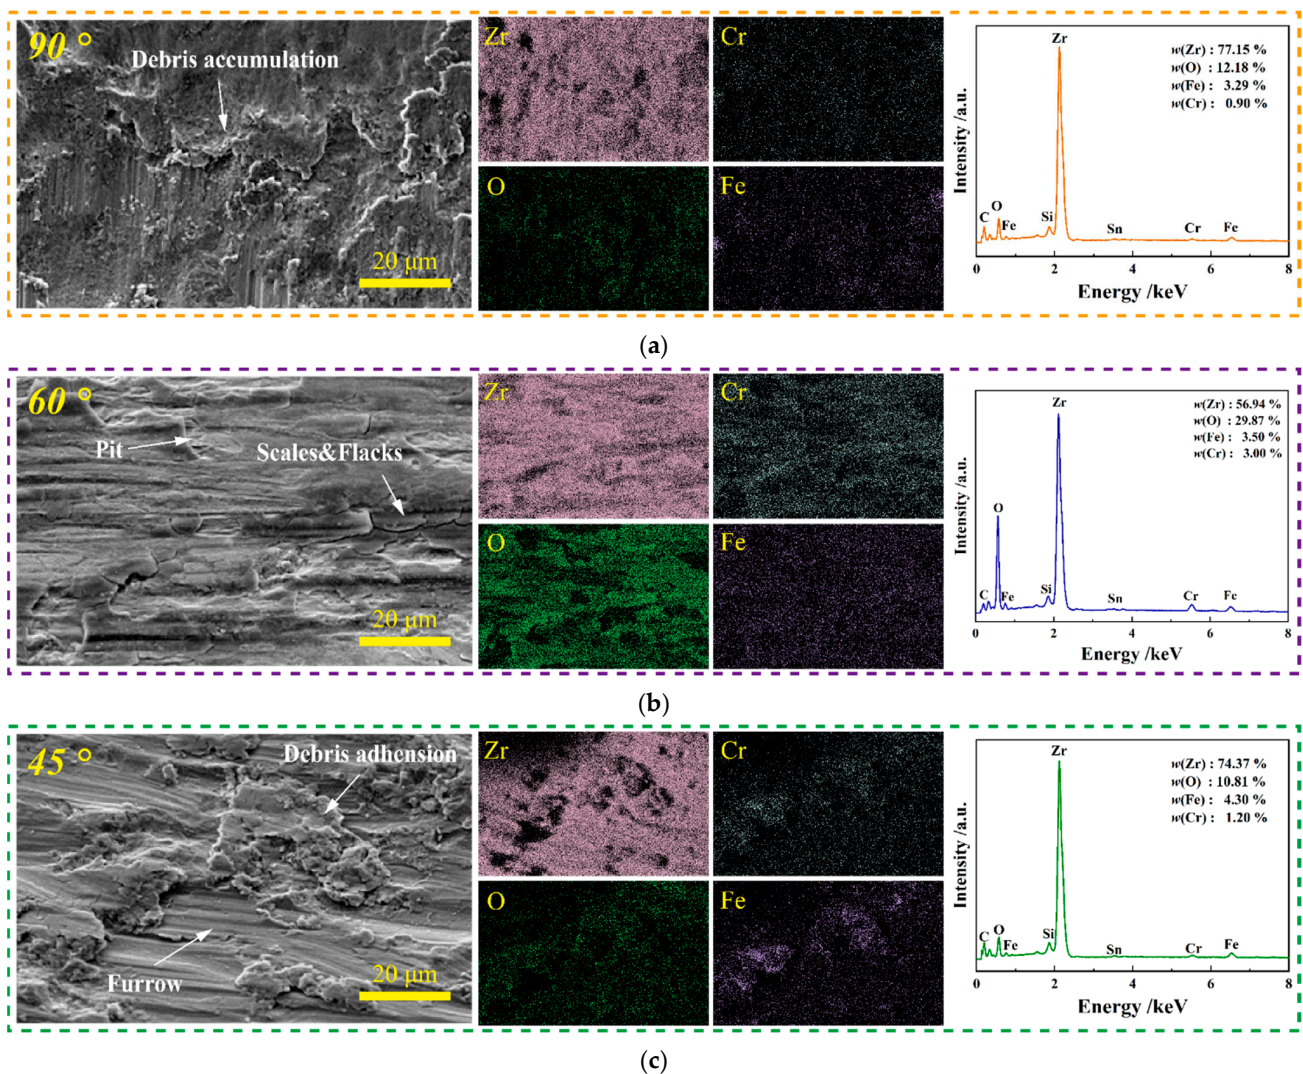 90 °
Debris accumulation
20 μm
Zr
Cr
O
Fe
Intensity /a.u.
Zr
w(Zr) : 77.15 %
w(O) : 12.18 %
w(Fe) : 3.29 %
w(Cr) : 0.90 %
C
O
Fe
Si
Sn
Cr
Fe
0 2 4 6 8
Energy /keV
(a)
60 °
Pit
Scales&Flacks
20 μm
Zr
Cr
O
Fe
Intensity /a.u.
Zr
w(Zr) : 56.94 %
w(O) : 29.87 %
w(Fe) : 3.50 %
w(Cr) : 3.00 %
O
C
Fe
Si
Sn
Cr
Fe
0 2 4 6 8
Energy /keV
(b)
45 °
Debris adhension
Furrow
20 μm
Zr
Cr
O
Fe
Intensity /a.u.
Zr
w(Zr) : 74.37 %
w(O) : 10.81 %
w(Fe) : 4.30 %
w(Cr) : 1.20 %
C
O
Fe
Si
Sn
Cr
Fe
0 2 4 6 8
Energy /keV
(c)